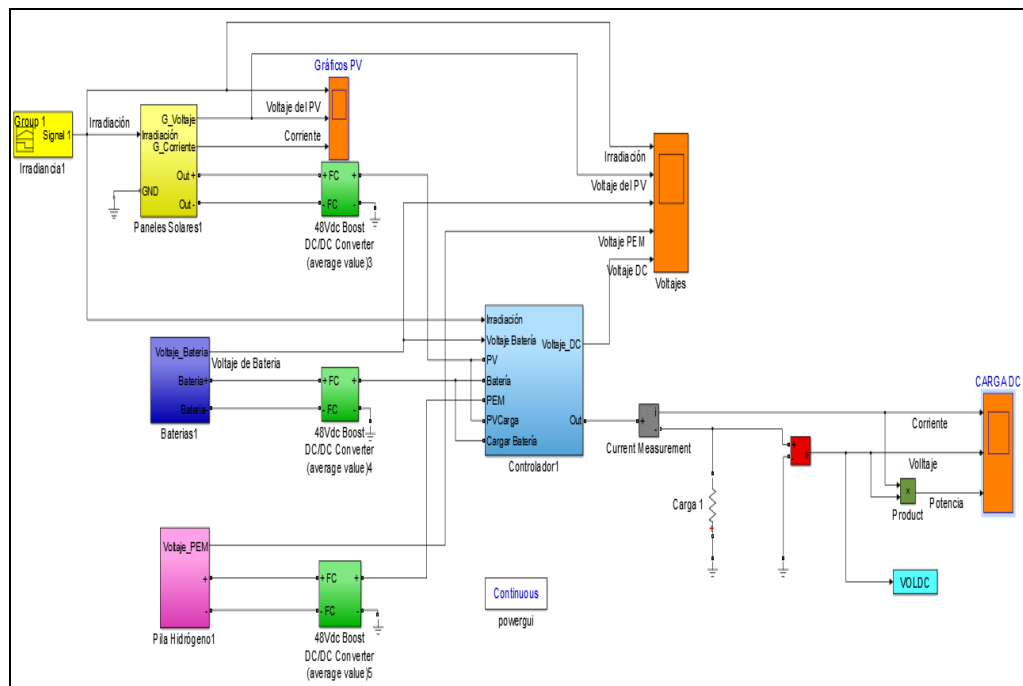 Gráficos PV
Group 1
Signal 1
Irradiancia1
Irradiación
G_Voltaje
Irradiación
G_Corriente
GND
Out +
Out -
Paneles Solares1
Voltaje del PV
Corriente
+ FC
+
- FC
-
48Vdc Boost
DC/DC Converter
(average value)3
Irradiación
Voltaje del PV
Voltaje PEM
Voltaje DC
Voltajes
Voltaje_Bateria
Bateria+
Bateria-
Baterias1
Voltaje de Bateria
+ FC
+
- FC
-
48Vdc Boost
DC/DC Converter
(average value)4
Irradiación
Voltaje Batería
PV
Batería
PEM
PVCarga
Cargar Batería
Voltaje_DC
Out
Controlador1
+
i
-
Current Measurement
Carga 1
+
+
-
v
CARGA DC
Corriente
Volltaje
x
Product
Potencia
VOLDC
Voltaje_PEM
+
-
Pila Hidrógeno1
+ FC
+
- FC
-
48Vdc Boost
DC/DC Converter
(average value)5
Continuous
powergui